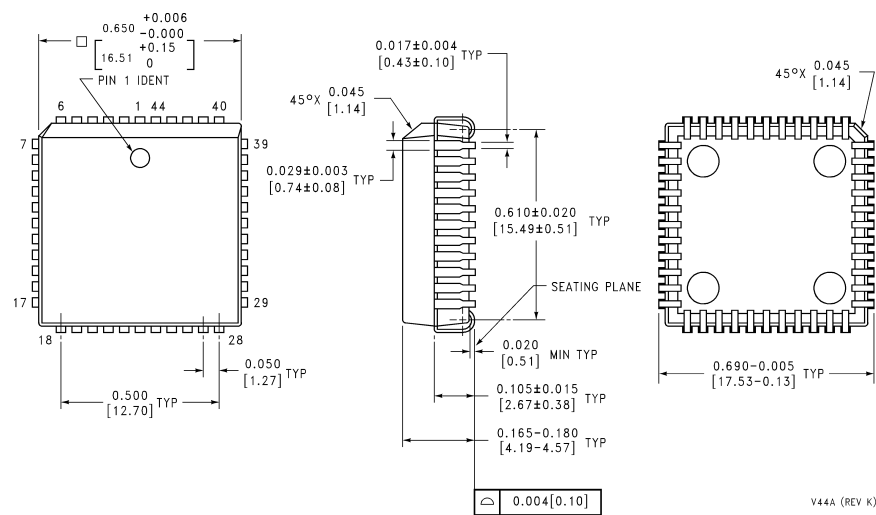 □ 0.650 +0.006 -0.000
[16.51 +0.15 0]
PIN 1 IDENT
6 1 44 40
7 39
17 29
18 28
0.050
[1.27] TYP
0.500
[12.70] TYP
0.017±0.004
[0.43±0.10] TYP
45°X 0.045
[1.14]
0.029±0.003
[0.74±0.08] TYP
0.610±0.020
[15.49±0.51] TYP
SEATING PLANE
0.020
[0.51] MIN TYP
0.105±0.015
[2.67±0.38] TYP
0.165-0.180
[4.19-4.57] TYP
⌓ 0.004[0.10]
45°X 0.045
[1.14]
0.690-0.005
[17.53-0.13] TYP
V44A (REV K)